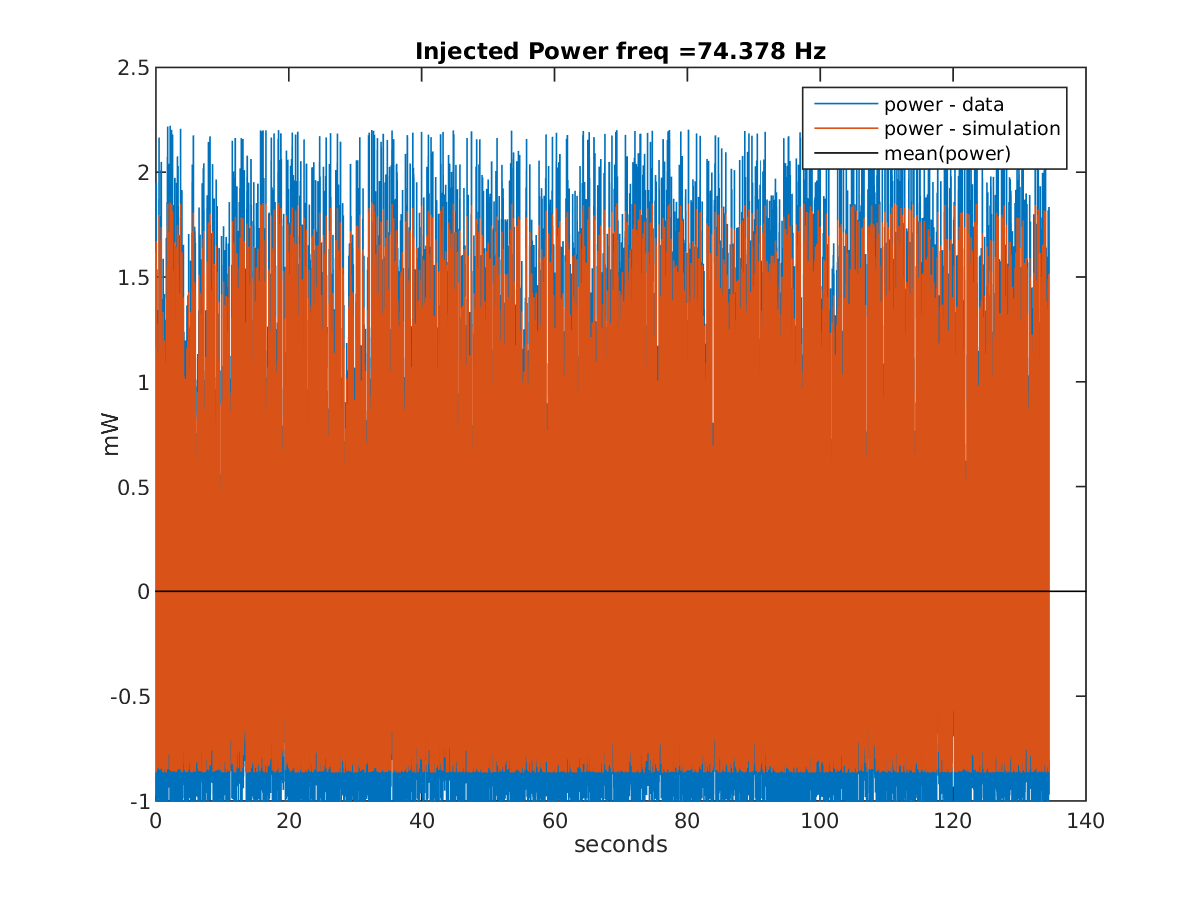 Injected Power freq =74.378 Hz
power - data
power - simulation
mean(power)
2.5
2
1.5
1
0.5
0
-0.5
-1
mW
0 20 40 60 80 100 120 140
seconds